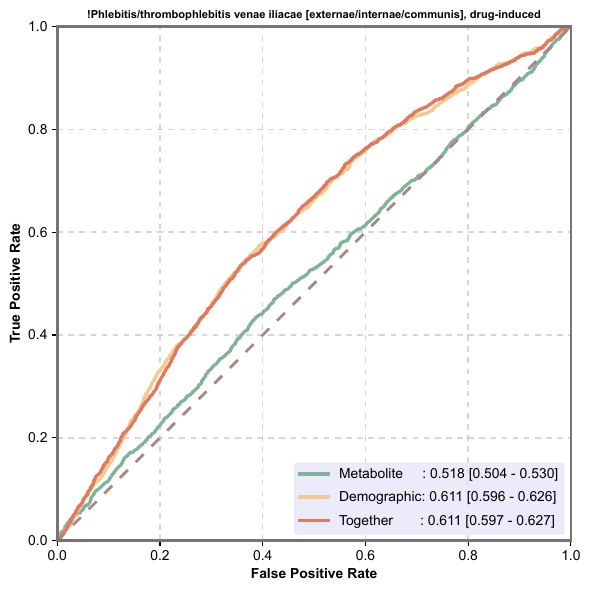 !Phlebitis/thrombophlebitis venae iliacae [externae/internae/communis], drug-induced
1.0
0.8
0.6
0.4
0.2
0.0
True Positive Rate
Metabolite : 0.518 [0.504 - 0.530]
Demographic: 0.611 [0.596 - 0.626]
Together : 0.611 [0.597 - 0.627]
0.0 0.2 0.4 0.6 0.8 1.0
False Positive Rate